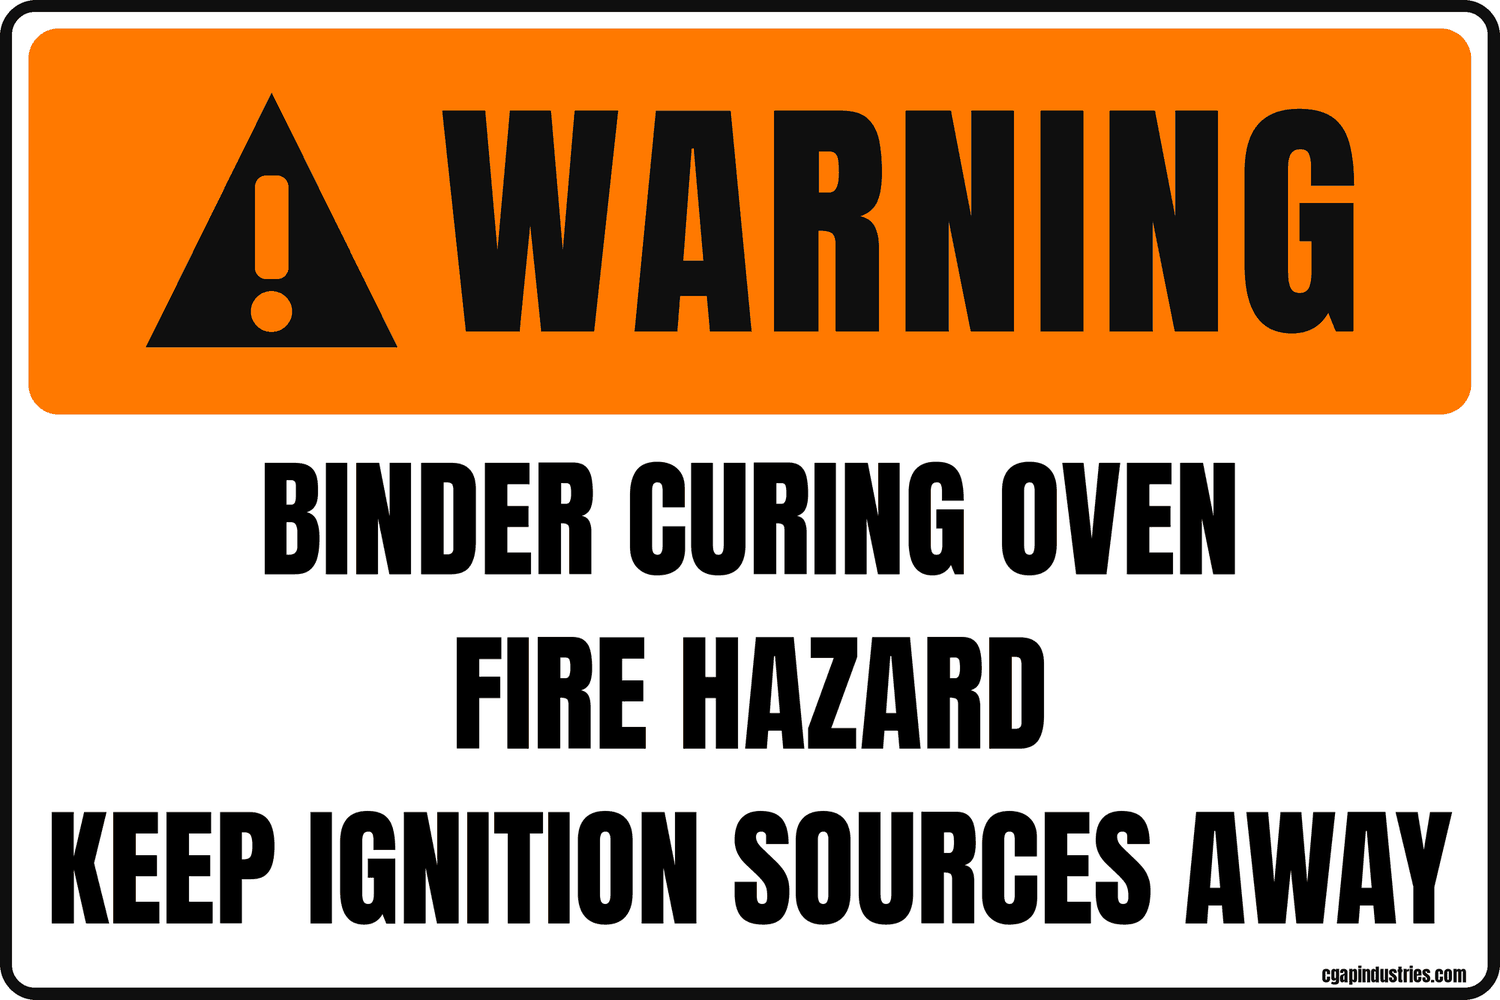 WARNING
BINDER CURING OVEN
FIRE HAZARD
KEEP IGNITION SOURCES AWAY
cgapindustries.com